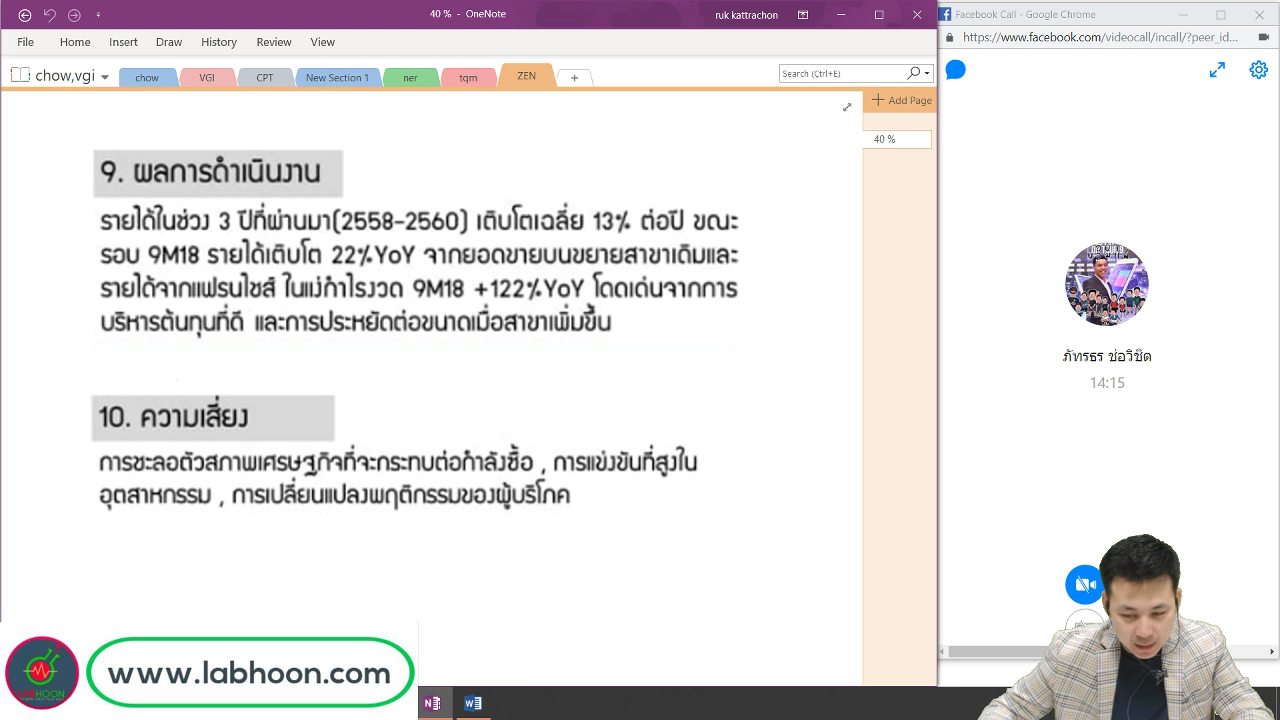 40 % - OneNote
ruk kattrachon
File Home Insert Draw History Review View
chow,vgi
chow VGI CPT New Section 1 ner tqm ZEN
Search (Ctrl+E)
Add Page
40 %
9. ผลการดำเนินงาน
รายได้ในช่วง 3 ปีที่ผ่านมา(2558-2560) เติบโตเฉลี่ย 13% ต่อปี ขณะ
รอบ 9M18 รายได้เติบโต 22%YoY จากยอดขายบนขยายสาขาเดิมและ
รายได้จากแฟรนไชส์ ในแง่กำไรงวด 9M18 +122%YoY โดดเด่นจากการ
บริหารต้นทุนที่ดี และการประหยัดต่อขนาดเมื่อสาขาเพิ่มขึ้น
10. ความเสี่ยง
การชะลอตัวสภาพเศรษฐกิจที่จะกระทบต่อกำลังซื้อ , การแข่งขันที่สูงใน
อุตสาหกรรม , การเปลี่ยนแปลงพฤติกรรมของผู้บริโภค
Facebook Call - Google Chrome
https://www.facebook.com/videocall/incall/?peer_id...
ภัทรธร ช่อวิชิต
14:15
LABHOON
www.labhoon.com